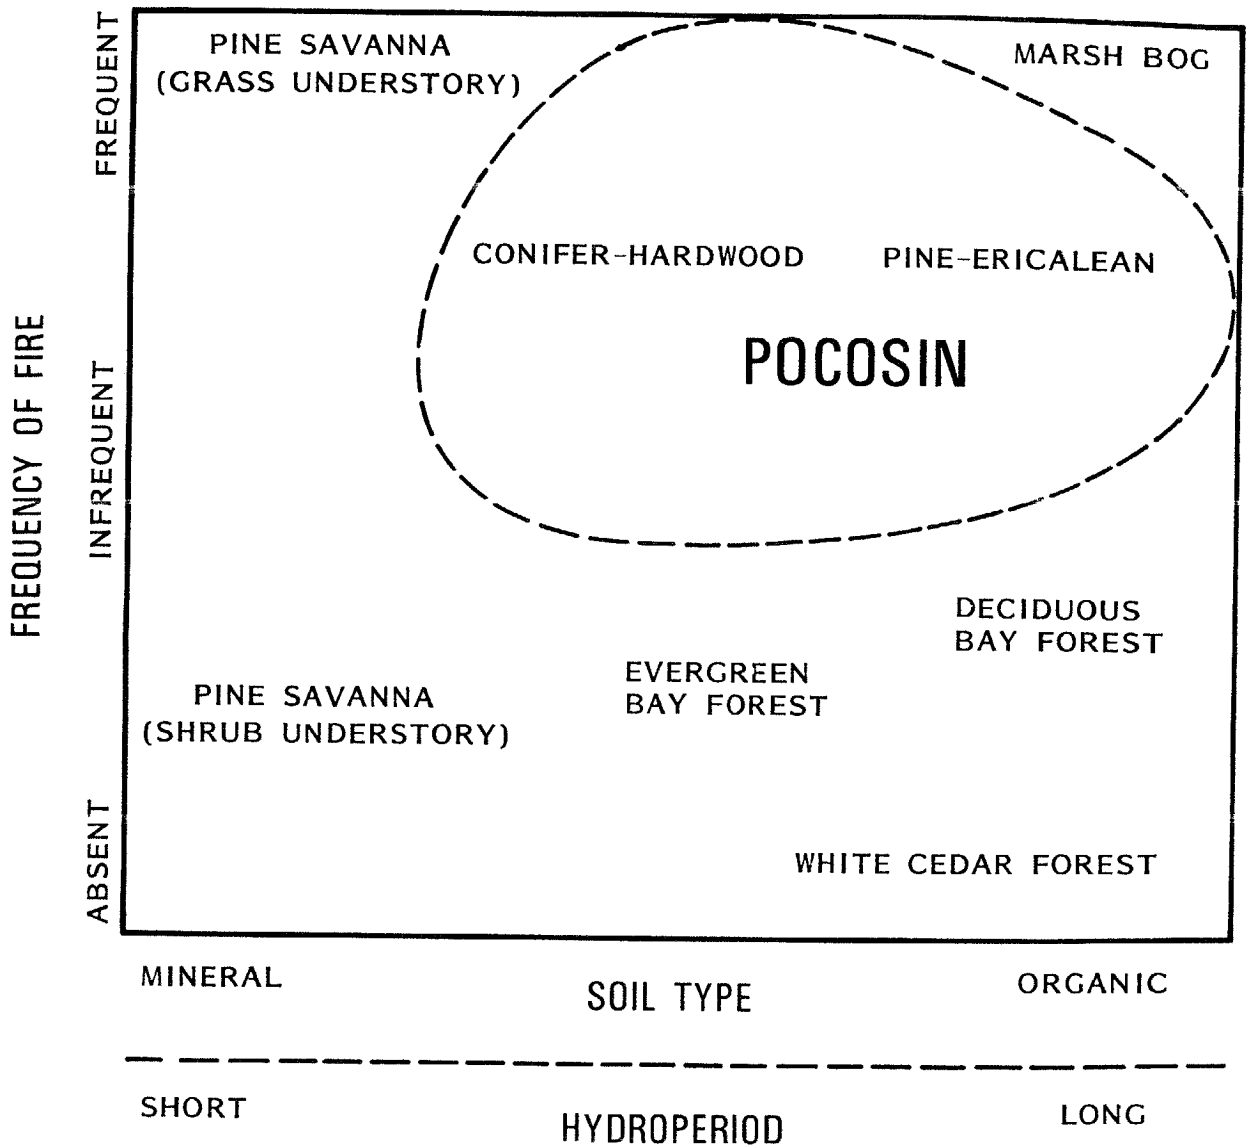 PINE SAVANNA
(GRASS UNDERSTORY)
MARSH BOG
CONIFER-HARDWOOD
PINE-ERICALEAN
POCOSIN
DECIDUOUS
BAY FOREST
EVERGREEN
BAY FOREST
PINE SAVANNA
(SHRUB UNDERSTORY)
WHITE CEDAR FOREST
FREQUENCY OF FIRE
FREQUENT
INFREQUENT
ABSENT
MINERAL
SOIL TYPE
ORGANIC
SHORT
HYDROPERIOD
LONG